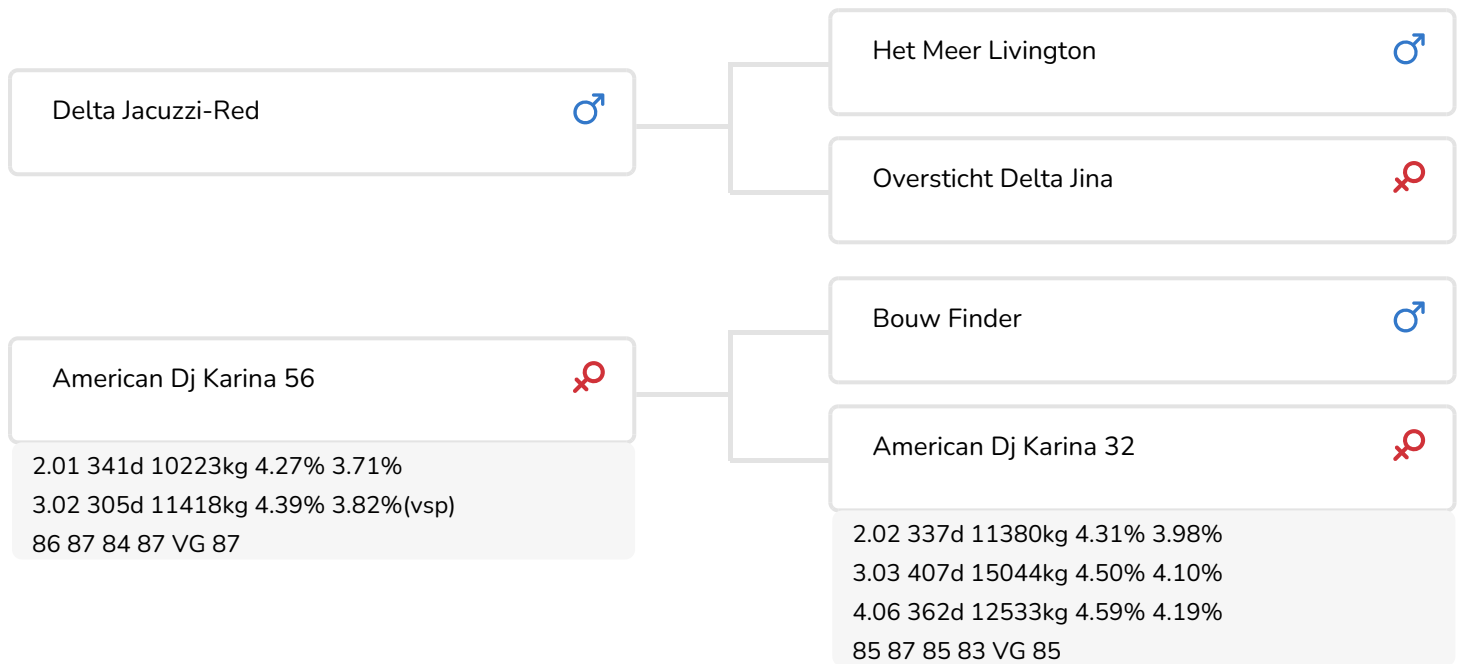 Delta Jacuzzi-Red
Het Meer Livington
Oversticht Delta Jina
American Dj Karina 56
2.01 341d 10223kg 4.27% 3.71%
3.02 305d 11418kg 4.39% 3.82%(vsp)
86 87 84 87 VG 87
Bouw Finder
American Dj Karina 32
2.02 337d 11380kg 4.31% 3.98%
3.03 407d 15044kg 4.50% 4.10%
4.06 362d 12533kg 4.59% 4.19%
85 87 85 83 VG 85